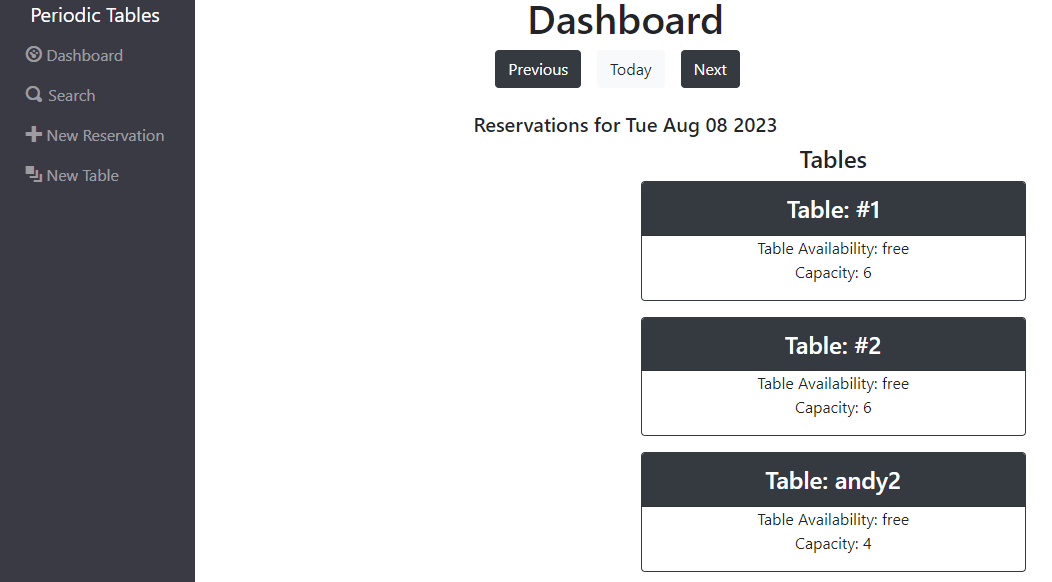 Periodic Tables
Dashboard
Search
New Reservation
New Table
Dashboard
Previous Today Next
Reservations for Tue Aug 08 2023
Tables
Table: #1
Table Availability: free
Capacity: 6
Table: #2
Table Availability: free
Capacity: 6
Table: andy2
Table Availability: free
Capacity: 4